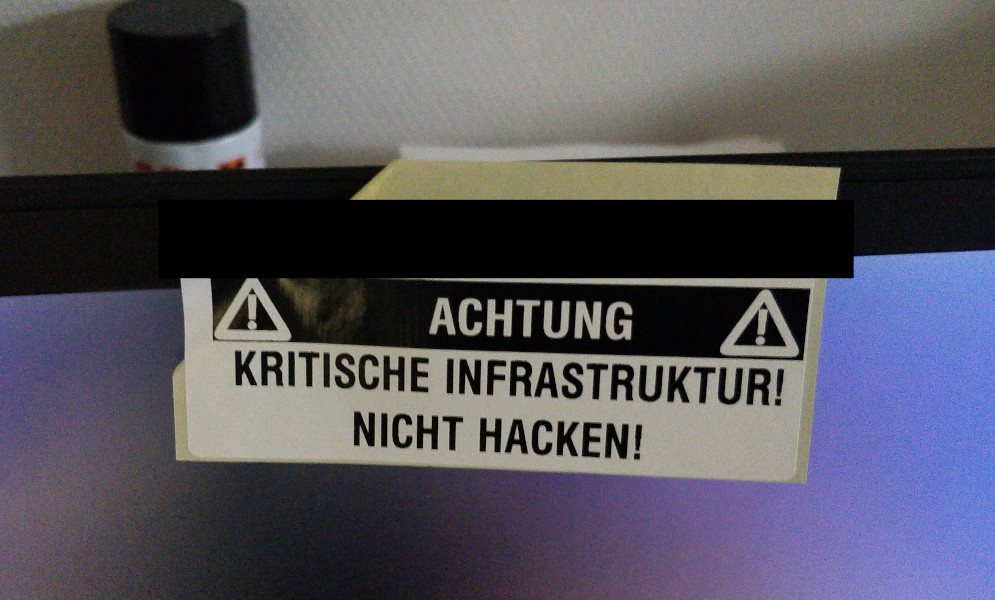 ACHTUNG
KRITISCHE INFRASTRUKTUR!
NICHT HACKEN!